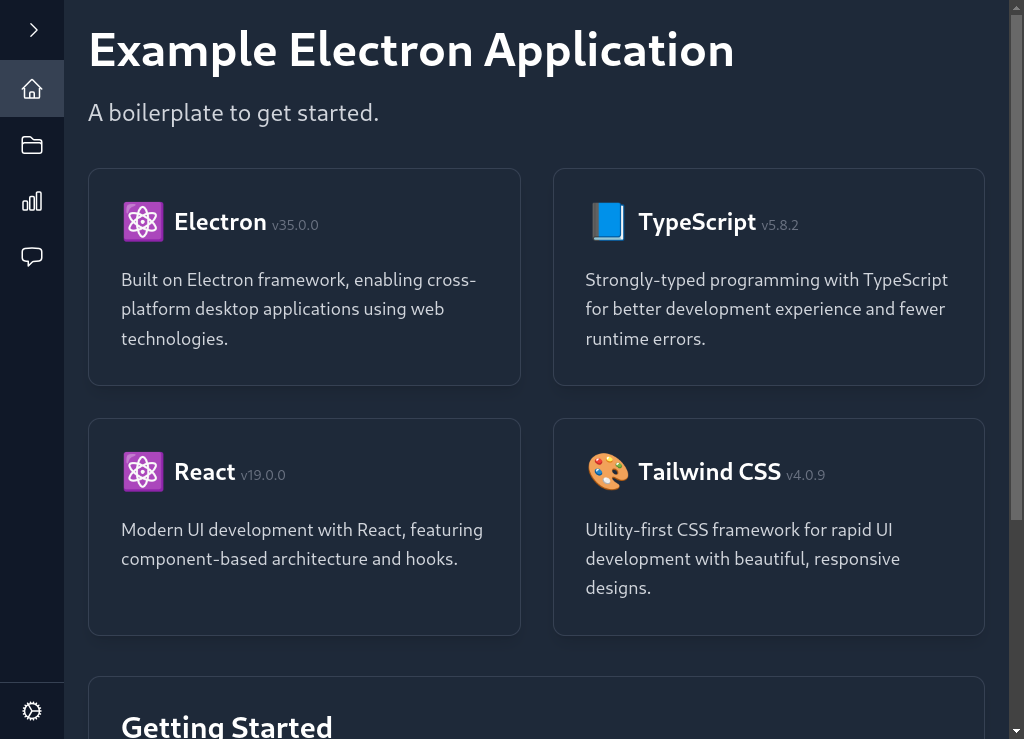 Example Electron Application
A boilerplate to get started.
Electron v35.0.0
Built on Electron framework, enabling cross-
platform desktop applications using web
technologies.
TypeScript v5.8.2
Strongly-typed programming with TypeScript
for better development experience and fewer
runtime errors.
React v19.0.0
Modern UI development with React, featuring
component-based architecture and hooks.
Tailwind CSS v4.0.9
Utility-first CSS framework for rapid UI
development with beautiful, responsive
designs.
Getting Started